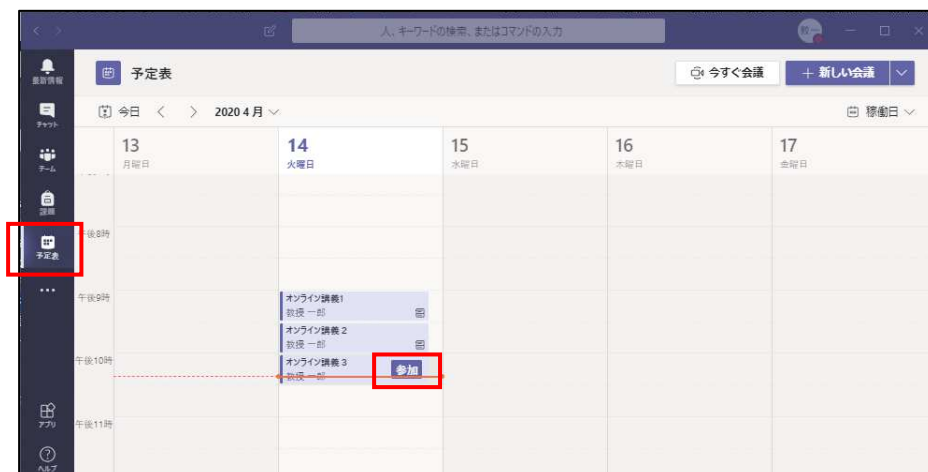 人、キーワードの検索、またはコマンドの入力
最新情報
チャット
チーム
課題
予定表
アプリ
ヘルプ
予定表
今すぐ会議
＋ 新しい会議
今日 < > 2020 4月
稼働日
13 14 15 16 17
月曜日 火曜日 水曜日 木曜日 金曜日
午後8時
午後9時
オンライン講義1
教授 一郎
オンライン講義 2
教授 一郎
午後10時
オンライン講義 3
参加
教授 一郎
午後11時